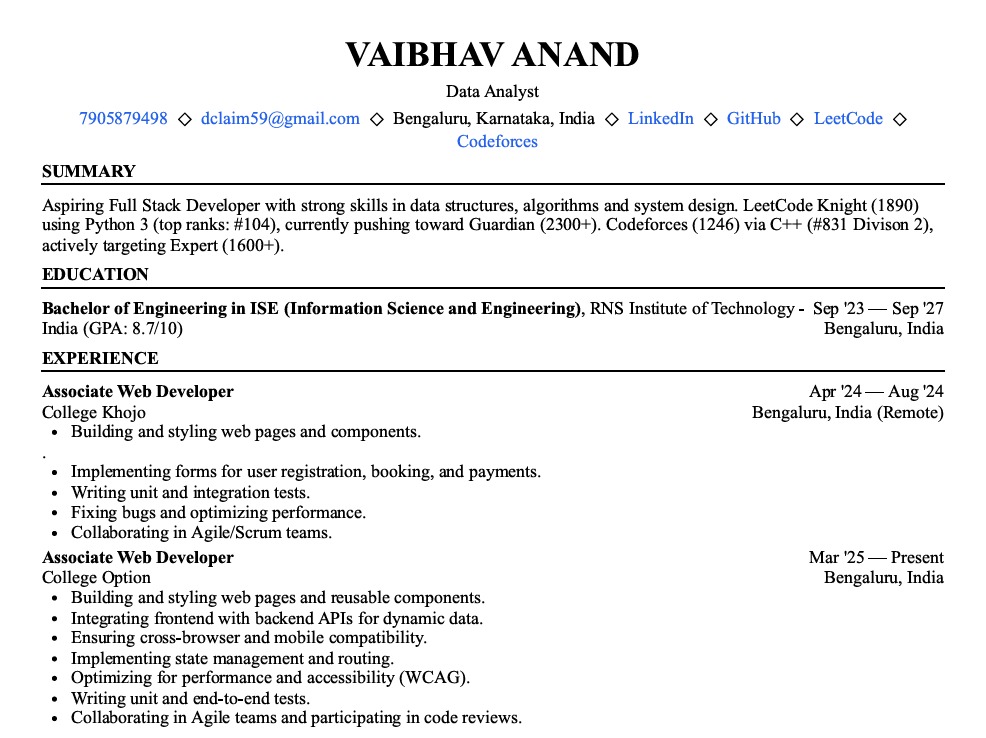 VAIBHAV ANAND
Data Analyst
7905879498 ◇ dclaim59@gmail.com ◇ Bengaluru, Karnataka, India ◇ LinkedIn ◇ GitHub ◇ LeetCode ◇
Codeforces
SUMMARY
Aspiring Full Stack Developer with strong skills in data structures, algorithms and system design. LeetCode Knight (1890)
using Python 3 (top ranks: #104), currently pushing toward Guardian (2300+). Codeforces (1246) via C++ (#831 Divison 2),
actively targeting Expert (1600+).
EDUCATION
Bachelor of Engineering in ISE (Information Science and Engineering), RNS Institute of Technology - Sep '23 — Sep '27
India (GPA: 8.7/10) Bengaluru, India
EXPERIENCE
Associate Web Developer Apr '24 — Aug '24
College Khojo Bengaluru, India (Remote)
• Building and styling web pages and components.
.
• Implementing forms for user registration, booking, and payments.
• Writing unit and integration tests.
• Fixing bugs and optimizing performance.
• Collaborating in Agile/Scrum teams.
Associate Web Developer Mar '25 — Present
College Option Bengaluru, India
• Building and styling web pages and reusable components.
• Integrating frontend with backend APIs for dynamic data.
• Ensuring cross-browser and mobile compatibility.
• Implementing state management and routing.
• Optimizing for performance and accessibility (WCAG).
• Writing unit and end-to-end tests.
• Collaborating in Agile teams and participating in code reviews.